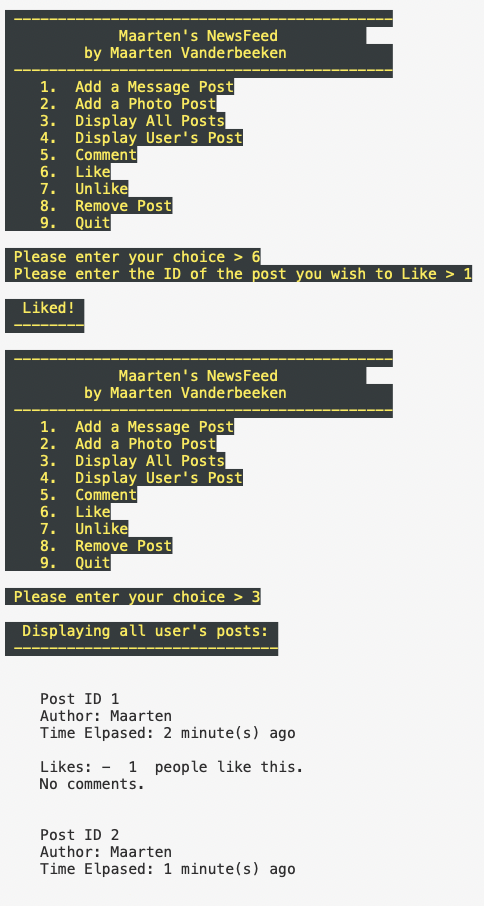 --------------------------------------------
Maarten's NewsFeed
by Maarten Vanderbeeken
--------------------------------------------
1. Add a Message Post
2. Add a Photo Post
3. Display All Posts
4. Display User's Post
5. Comment
6. Like
7. Unlike
8. Remove Post
9. Quit
Please enter your choice > 6
Please enter the ID of the post you wish to Like > 1
Liked!
--------
--------------------------------------------
Maarten's NewsFeed
by Maarten Vanderbeeken
--------------------------------------------
1. Add a Message Post
2. Add a Photo Post
3. Display All Posts
4. Display User's Post
5. Comment
6. Like
7. Unlike
8. Remove Post
9. Quit
Please enter your choice > 3
Displaying all user's posts:
------------------------------
Post ID 1
Author: Maarten
Time Elpased: 2 minute(s) ago
Likes: - 1 people like this.
No comments.
Post ID 2
Author: Maarten
Time Elpased: 1 minute(s) ago